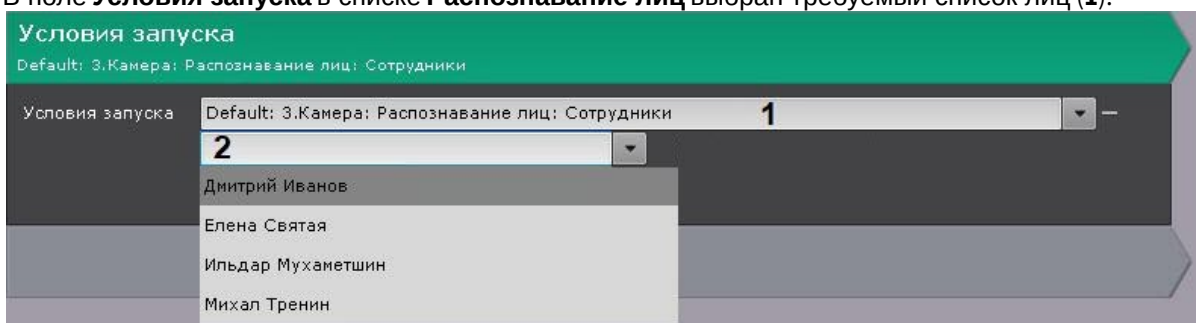 В поле Условия запуска в списке Распознавание лиц выбран требуемый список лиц (1).
Условия запуска
Default: 3.Камера: Распознавание лиц: Сотрудники
Условия запуска Default: 3.Камера: Распознавание лиц: Сотрудники 1
2
Дмитрий Иванов
Елена Святая
Ильдар Мухаметшин
Михал Тренин